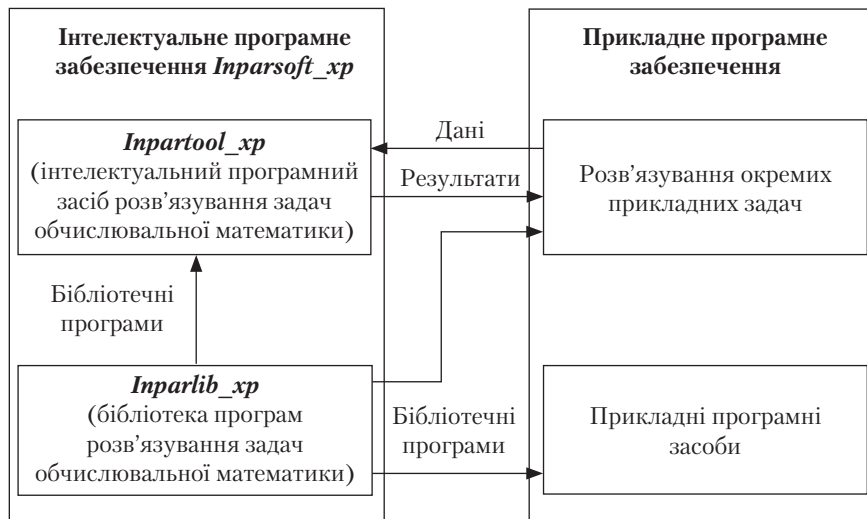 Інтелектуальне програмне
забезпечення Inparsoft_xp
Прикладне програмне
забезпечення
Inpartool_xp
(інтелектуальний програмний
засіб розв'язування задач
обчислювальної математики)
Дані
Результати
Розв'язування окремих
прикладних задач
Бібліотечні
програми
Inparlib_xp
(бібліотека програм
розв'язування задач
обчислювальної математики)
Бібліотечні
програми
Прикладні програмні
засоби